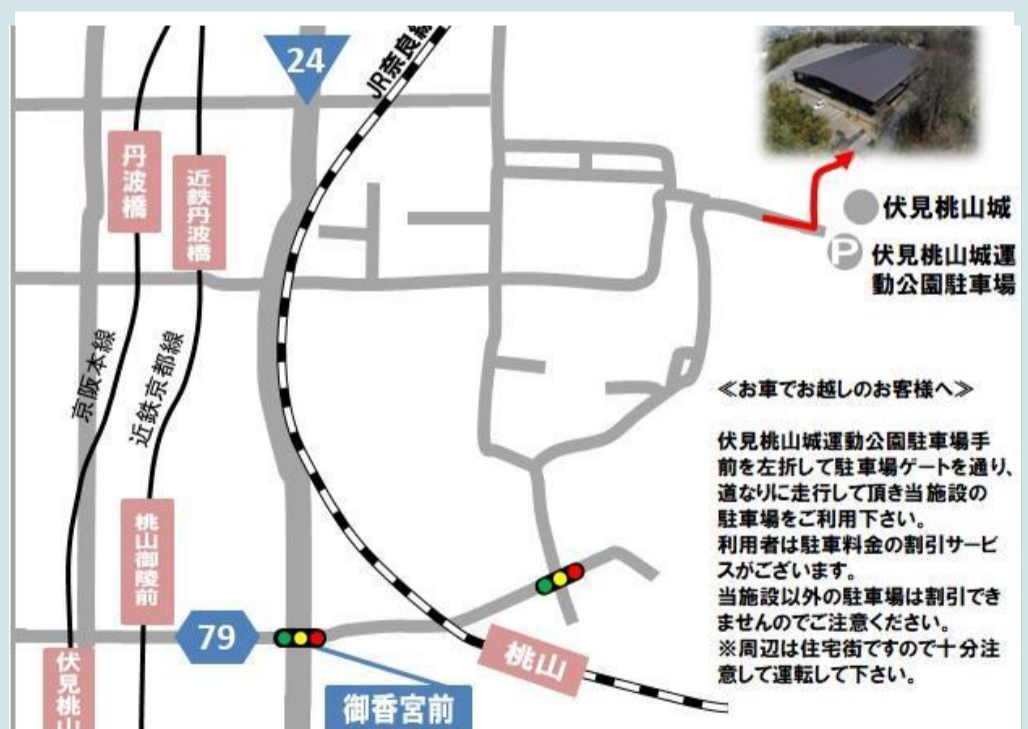 24
JR奈良線
丹波橋
近鉄丹波橋
伏見桃山城
P
伏見桃山城運
動公園駐車場
京阪本線
近鉄京都線
≪お車でお越しのお客様へ≫
伏見桃山城運動公園駐車場手
前を左折して駐車場ゲートを通り、
道なりに走行して頂き当施設の
駐車場をご利用下さい。
利用者は駐車料金の割引サービ
スがございます。
当施設以外の駐車場は割引でき
ませんのでご注意ください。
※周辺は住宅街ですので十分注
意して運転して下さい。
桃山御陵前
79
桃山
伏見桃山
御香宮前